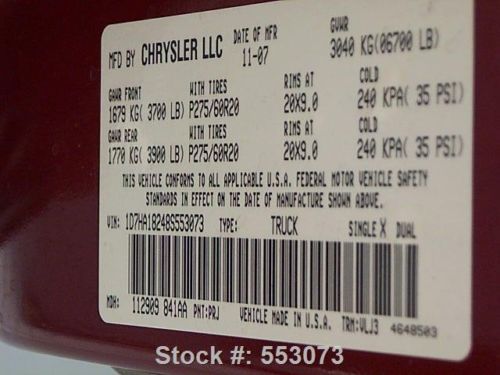 MFD BY CHRYSLER LLC DATE OF MFR 11-07 GVWR 3040 KG(06700 LB)
GAWR FRONT WITH TIRES RIMS AT COLD
1679 KG( 3700 LB) P275/60R20 20X9.0 240 KPA( 35 PSI)
GAWR REAR WITH TIRES RIMS AT COLD
1770 KG( 3900 LB) P275/60R20 20X9.0 240 KPA( 35 PSI)
THIS VEHICLE CONFORMS TO ALL APPLICABLE U.S.A. FEDERAL MOTOR VEHICLE SAFETY
STANDARDS IN EFFECT ON THE DATE OF MANUFACTURE SHOWN ABOVE.
VIN: 1D7HA18248S553073 TYPE: TRUCK SINGLE X DUAL
MDH: 112909 841AA PNT:PRJ VEHICLE MADE IN U.S.A. TRM:VLJ3 4648503
Stock #: 553073